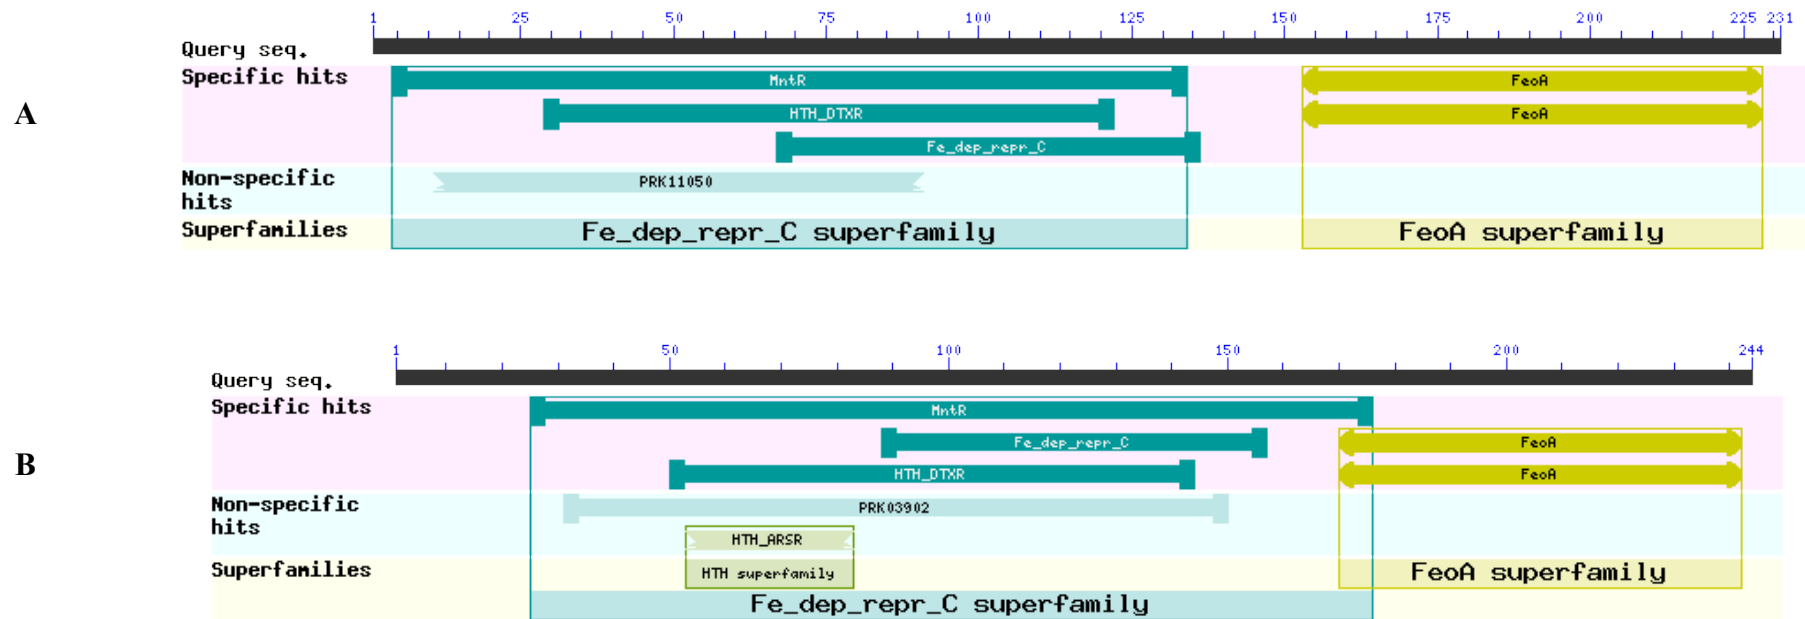 A
1 25 50 75 100 125 150 175 200 225 231
Query seq.
Specific hits
MntR
FeoA
HTH_DTXR
FeoA
Fe_dep_repr_C
Non-specific
hits
PRK11050
Superfamilies
Fe_dep_repr_C superfamily
FeoA superfamily
B
1 50 100 150 200 244
Query seq.
Specific hits
MntR
Fe_dep_repr_C
FeoA
HTH_DTXR
FeoA
Non-specific
hits
PRK03902
HTH_ARSR
Superfamilies
HTH superfamily
FeoA superfamily
Fe_dep_repr_C superfamily